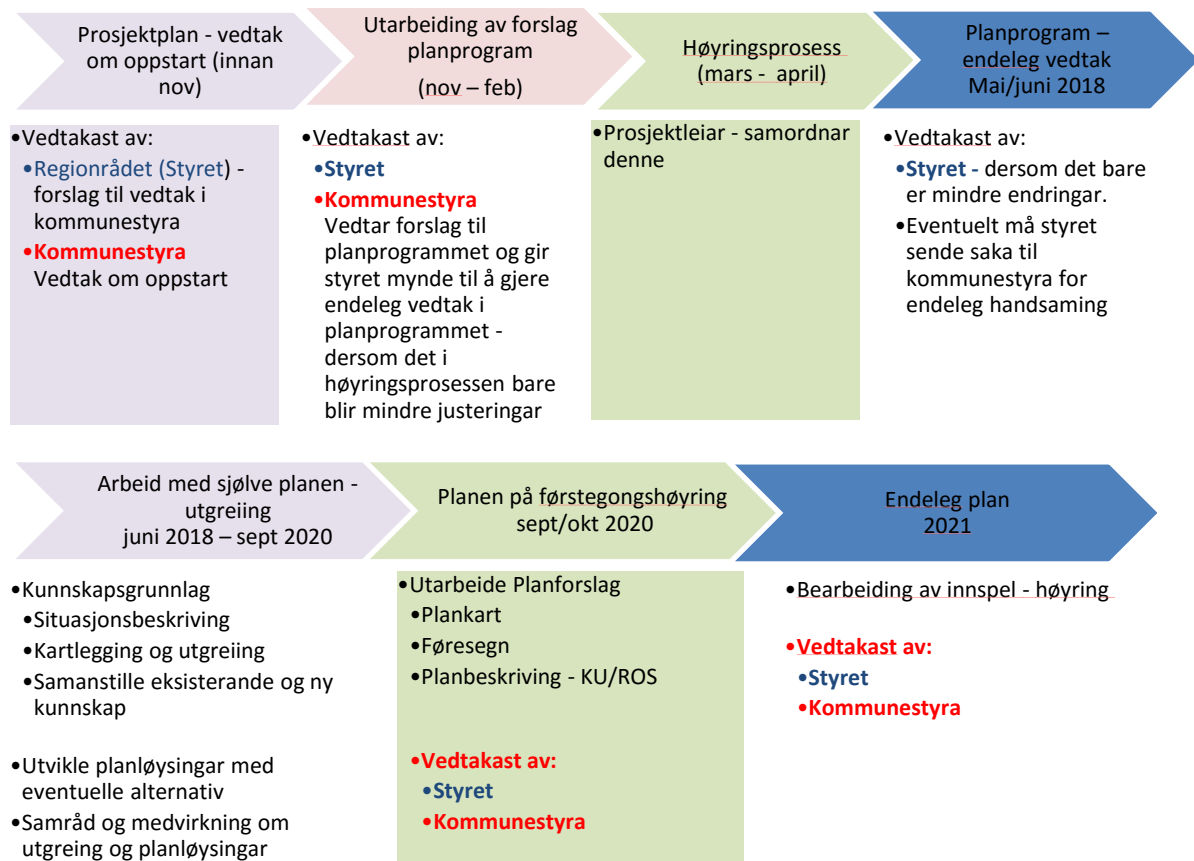 Prosjektplan - vedtak
om oppstart (innan
nov)
Utarbeiding av forslag
planprogram
(nov – feb)
Høyringsprosess
(mars - april)
Planprogram –
endeleg vedtak
Mai/juni 2018
•Vedtakast av:
•Regionrådet (Styret) -
forslag til vedtak i
kommunestyra
•Kommunestyra
Vedtak om oppstart
•Vedtakast av:
•Styret
•Kommunestyra
Vedtar forslag til
planprogrammet og gir
styret mynde til å gjere
endeleg vedtak i
planprogrammet -
dersom det i
høyringsprosessen bare
blir mindre justeringar
•Prosjektleiar - samordnar
denne
•Vedtakast av:
•Styret - dersom det bare
er mindre endringar.
•Eventuelt må styret
sende saka til
kommunestyra for
endeleg handsaming
Arbeid med sjølve planen -
utgreiing
juni 2018 – sept 2020
Planen på førstegongshøyring
sept/okt 2020
Endeleg plan
2021
•Kunnskapsgrunnlag
•Situasjonsbeskriving
•Kartlegging og utgreiing
•Samanstille eksisterande og ny
kunnskap
•Utvikle planløysingar med
eventuelle alternativ
•Samråd og medvirkning om
utgreing og planløysingar
•Utarbeide Planforslag
•Plankart
•Føresegn
•Planbeskriving - KU/ROS
•Vedtakast av:
•Styret
•Kommunestyra
•Bearbeiding av innspel - høyring
•Vedtakast av:
•Styret
•Kommunestyra